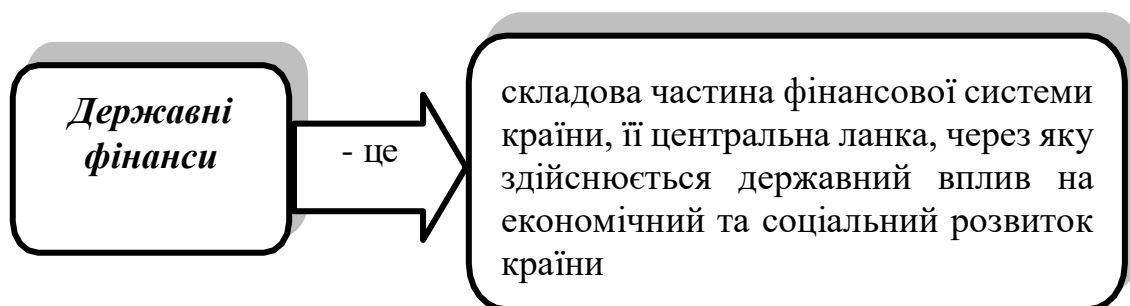 Державні
фінанси
- це
складова частина фінансової системи
країни, її центральна ланка, через яку
здійснюється державний вплив на
економічний та соціальний розвиток
країни